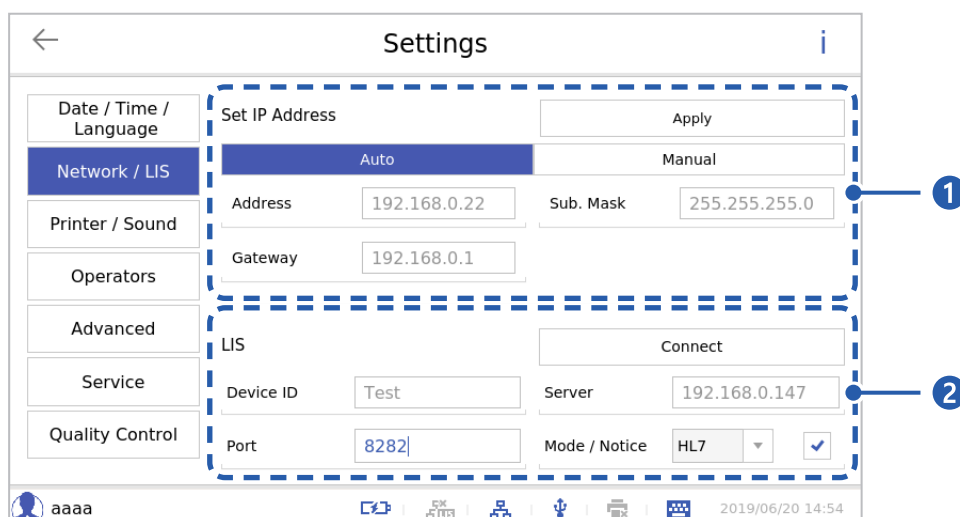 Settings
i
Date / Time /
Language
Network / LIS
Printer / Sound
Operators
Advanced
Service
Quality Control
Set IP Address
Apply
Auto
Manual
Address
192.168.0.22
Sub. Mask
255.255.255.0
Gateway
192.168.0.1
1
LIS
Connect
Device ID
Test
Server
192.168.0.147
Port
8282
Mode / Notice
HL7
2
aaaa
2019/06/20 14:54